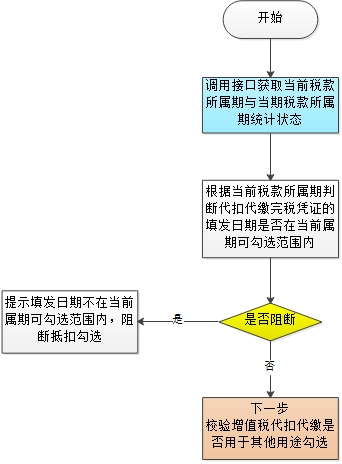 开始
调用接口获取当前税款
所属期与当期税款所属
期统计状态
根据当前税款所属期判
断代扣代缴完税凭证的
填发日期是否在当前属
期可勾选范围内
是否阻断
是
提示填发日期不在当前
属期可勾选范围内，阻
断抵扣勾选
否
下一步
校验增值税代扣代缴是
否用于其他用途勾选